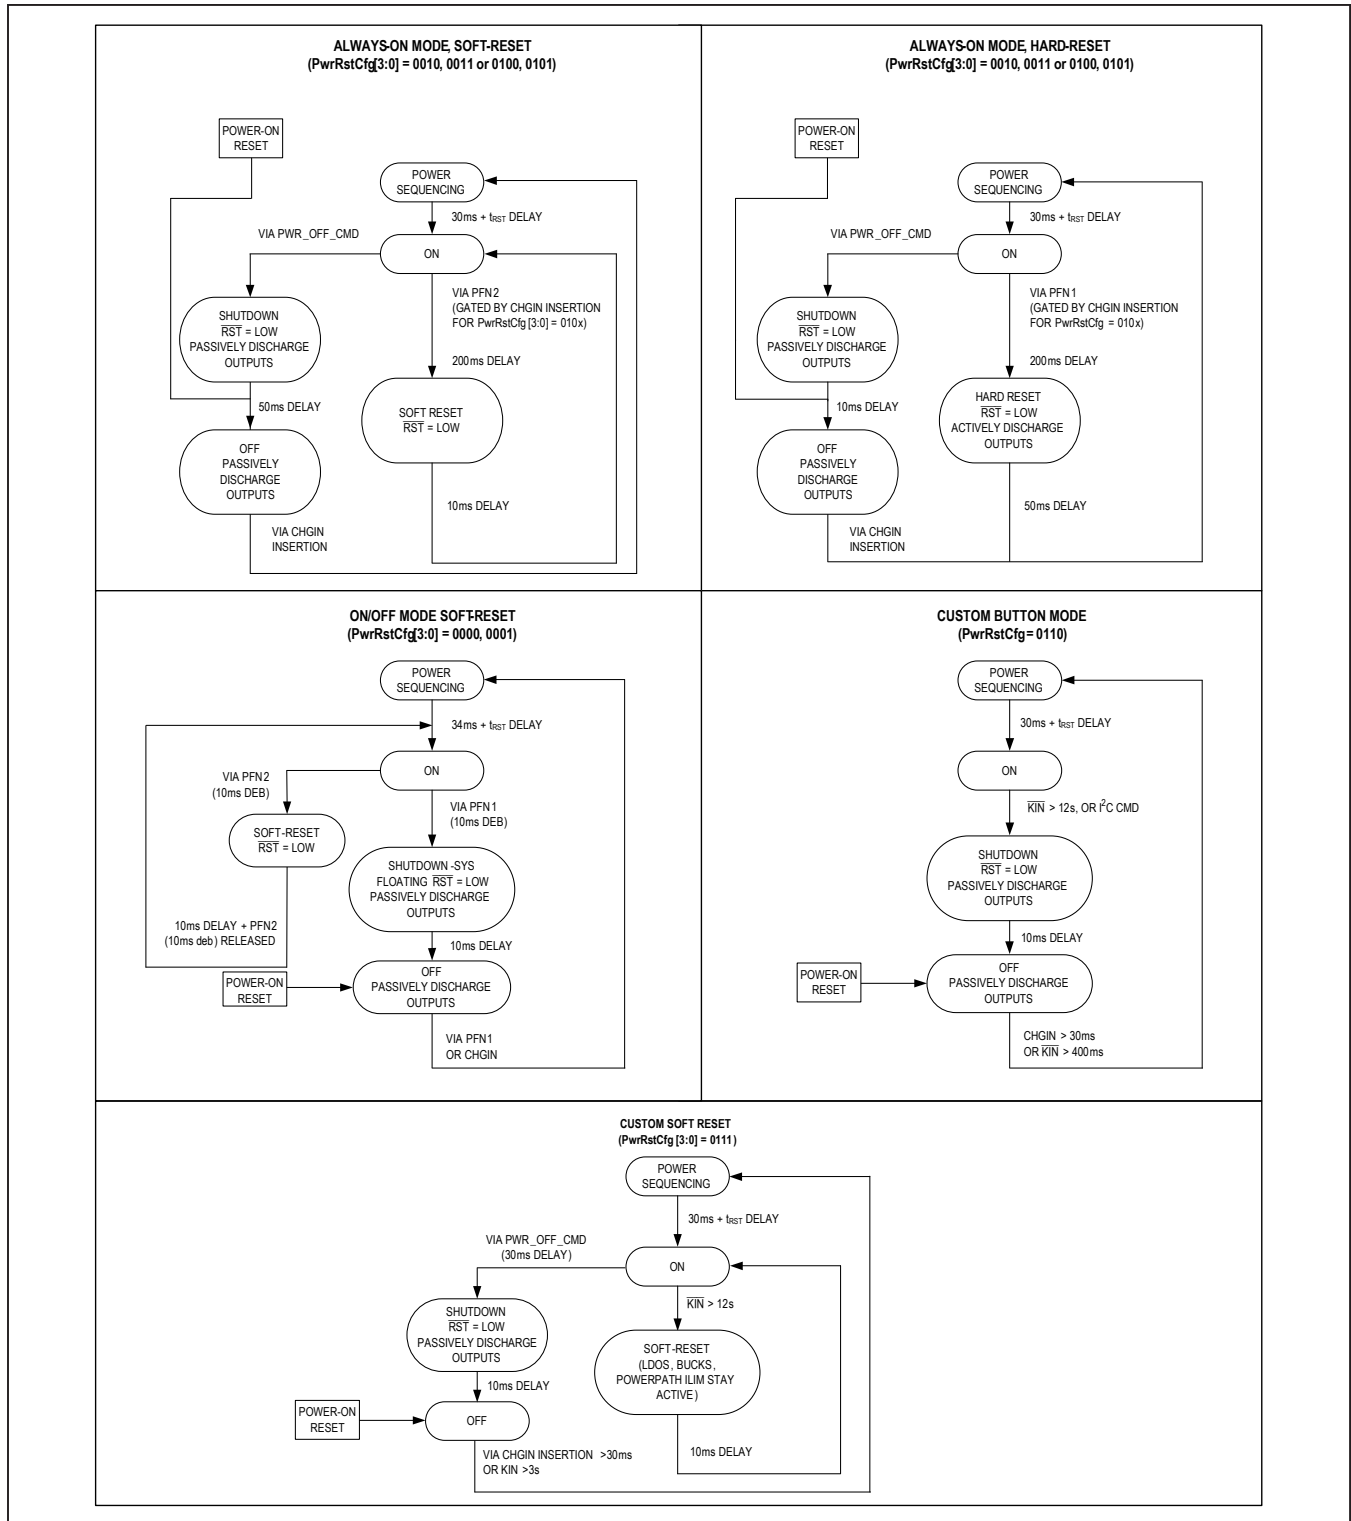 ALWAYS-ON MODE, SOFT-RESET
(PwrRstCfg[3:0] = 0010, 0011 or 0100, 0101)
POWER-ON
RESET
POWER
SEQUENCING
30ms + tRST DELAY
VIA PWR_OFF_CMD
ON
VIA PFN2
(GATED BY CHGIN INSERTION
FOR PwrRstCfg [3:0] = 010x)
SHUTDOWN
RST = LOW
PASSIVELY DISCHARGE
OUTPUTS
200ms DELAY
50ms DELAY
SOFT RESET
RST = LOW
OFF
PASSIVELY
DISCHARGE
OUTPUTS
10ms DELAY
VIA CHGIN
INSERTION
ALWAYS-ON MODE, HARD-RESET
(PwrRstCfg[3:0] = 0010, 0011 or 0100, 0101)
POWER-ON
RESET
POWER
SEQUENCING
30ms + tRST DELAY
VIA PWR_OFF_CMD
ON
VIA PFN1
(GATED BY CHGIN INSERTION
FOR PwrRstCfg = 010x)
SHUTDOWN
RST = LOW
PASSIVELY DISCHARGE
OUTPUTS
200ms DELAY
10ms DELAY
HARD RESET
RST = LOW
ACTIVELY DISCHARGE
OUTPUTS
OFF
PASSIVELY
DISCHARGE
OUTPUTS
50ms DELAY
VIA CHGIN
INSERTION
ON/OFF MODE SOFT-RESET
(PwrRstCfg[3:0] = 0000, 0001)
POWER
SEQUENCING
34ms + tRST DELAY
ON
VIA PFN2
(10ms DEB)
VIA PFN1
(10ms DEB)
SOFT-RESET
RST = LOW
SHUTDOWN -SYS
FLOATING RST = LOW
PASSIVELY DISCHARGE
OUTPUTS
10ms DELAY + PFN2
(10ms deb) RELEASED
10ms DELAY
POWER-ON
RESET
OFF
PASSIVELY DISCHARGE
OUTPUTS
VIA PFN1
OR CHGIN
CUSTOM BUTTON MODE
(PwrRstCfg = 0110)
POWER
SEQUENCING
30ms + tRST DELAY
ON
KIN > 12s, OR I2C CMD
SHUTDOWN
RST = LOW
PASSIVELY DISCHARGE
OUTPUTS
10ms DELAY
POWER-ON
RESET
OFF
PASSIVELY DISCHARGE
OUTPUTS
CHGIN > 30ms
OR KIN > 400ms
CUSTOM SOFT RESET
(PwrRstCfg [3:0] = 0111)
POWER
SEQUENCING
30ms + tRST DELAY
VIA PWR_OFF_CMD
(30ms DELAY)
ON
KIN > 12s
SHUTDOWN
RST = LOW
PASSIVELY DISCHARGE
OUTPUTS
SOFT-RESET
(LDOS, BUCKS,
POWERPATH ILIM STAY
ACTIVE)
10ms DELAY
POWER-ON
RESET
OFF
VIA CHGIN INSERTION >30ms
OR KIN >3s
10ms DELAY